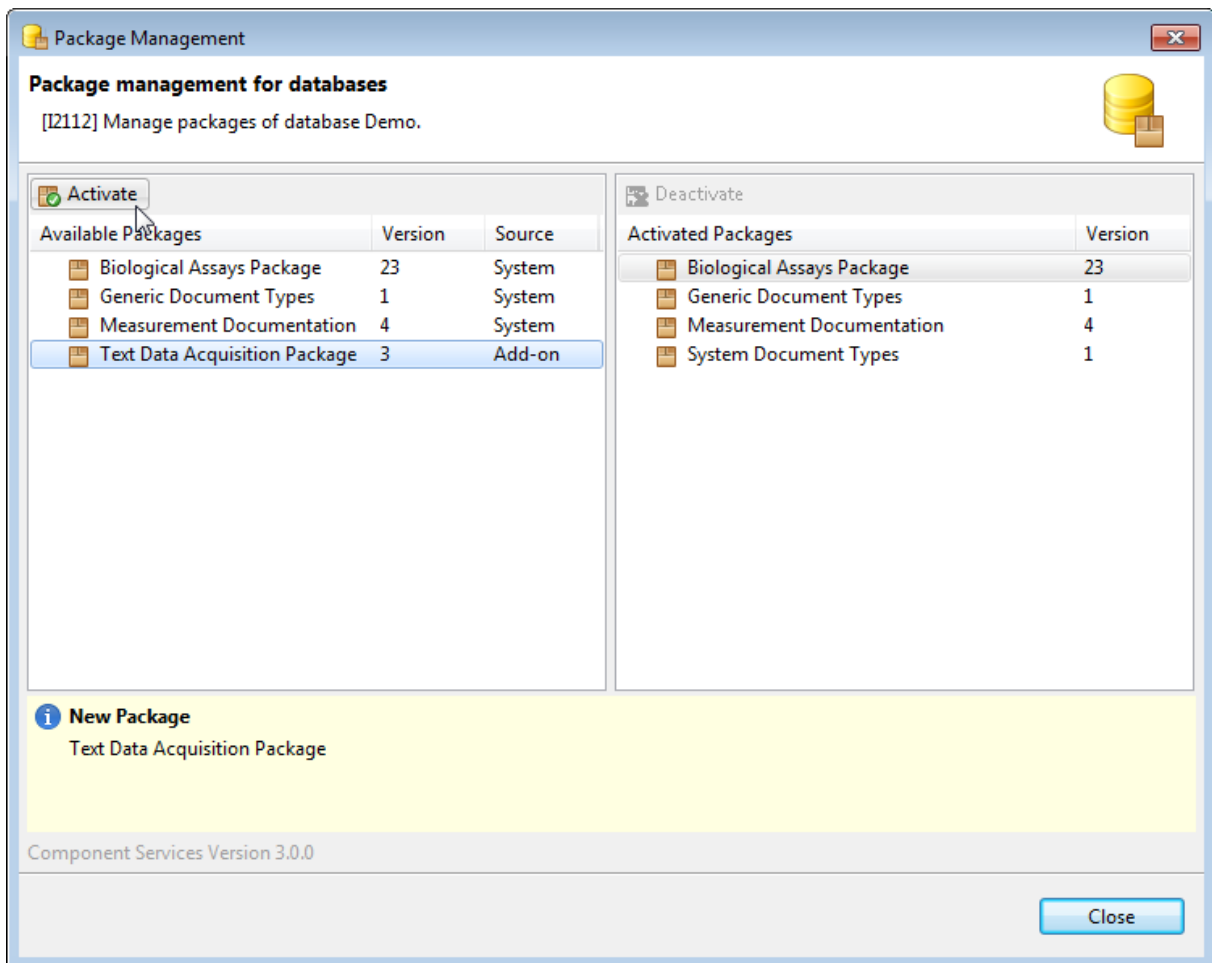 Package Management
Package management for databases
[I2112] Manage packages of database Demo.
Activate
Available Packages Version Source
Biological Assays Package 23 System
Generic Document Types 1 System
Measurement Documentation 4 System
Text Data Acquisition Package 3 Add-on
Deactivate
Activated Packages Version
Biological Assays Package 23
Generic Document Types 1
Measurement Documentation 4
System Document Types 1
New Package
Text Data Acquisition Package
Component Services Version 3.0.0
Close